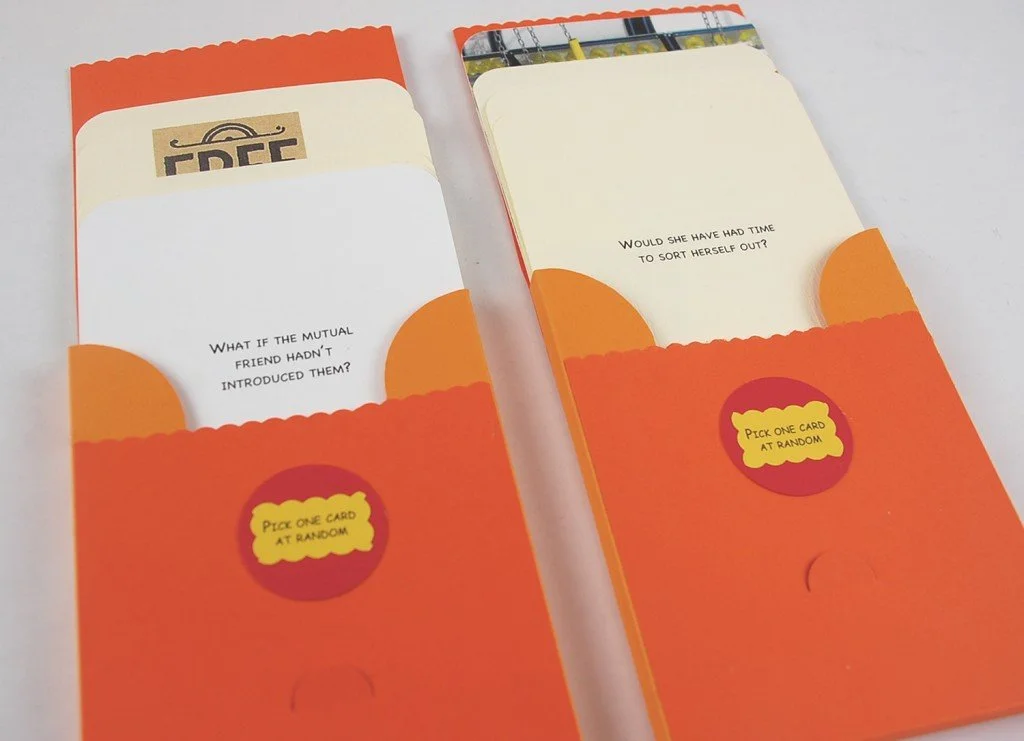 FREE
WHAT IF THE MUTUAL
FRIEND HADN'T
INTRODUCED THEM?
PICK ONE CARD
AT RANDOM
WOULD SHE HAVE HAD TIME
TO SORT HERSELF OUT?
PICK ONE CARD
AT RANDOM